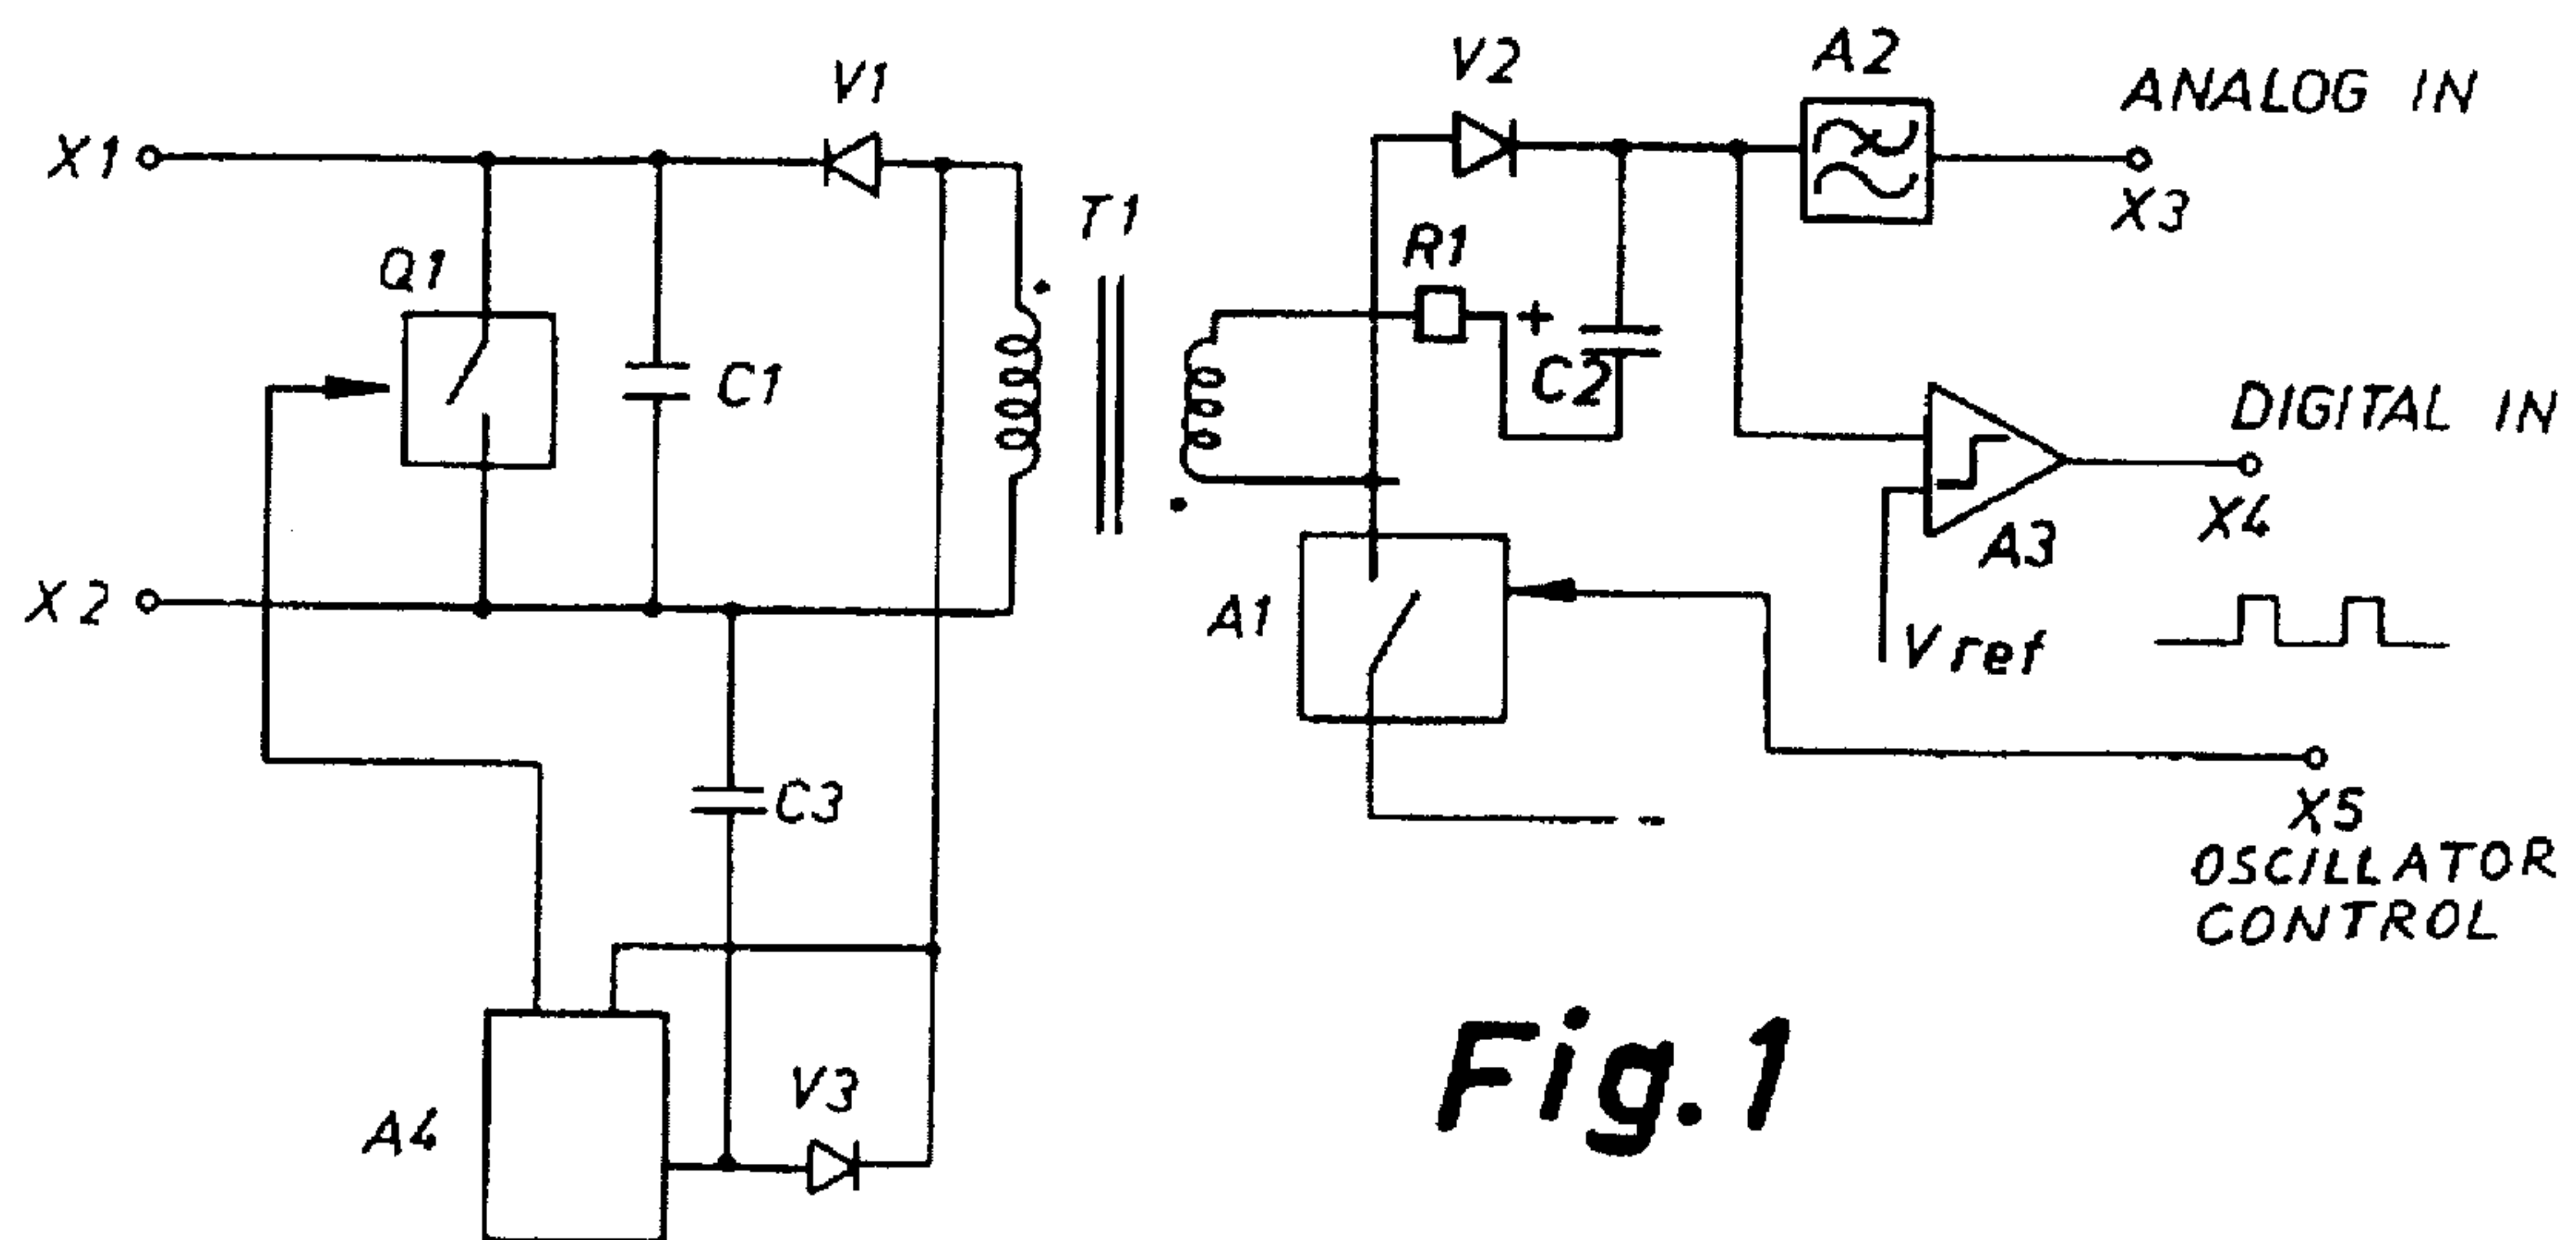 V1
V2
A2
ANALOG IN
X1
X3
T1
R1
Q1
+
C1
C2
DIGITAL IN
X4
A3
X2
A1
Vref
C3
X5
OSCILLATOR
CONTROL
V3
A4
Fig.1